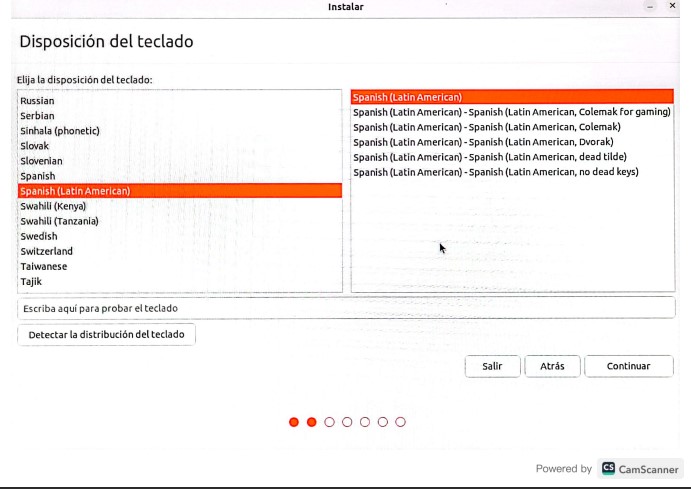 Instalar
Disposición del teclado
Elija la disposición del teclado:
Russian
Serbian
Sinhala (phonetic)
Slovak
Slovenian
Spanish
Spanish (Latin American)
Swahili (Kenya)
Swahili (Tanzania)
Swedish
Switzerland
Taiwanese
Tajik
Spanish (Latin American)
Spanish (Latin American) - Spanish (Latin American, Colemak for gaming)
Spanish (Latin American) - Spanish (Latin American, Colemak)
Spanish (Latin American) - Spanish (Latin American, Dvorak)
Spanish (Latin American) - Spanish (Latin American, dead tilde)
Spanish (Latin American) - Spanish (Latin American, no dead keys)
Escriba aquí para probar el teclado
Detectar la distribución del teclado
Salir Atrás Continuar
Powered by CS CamScanner